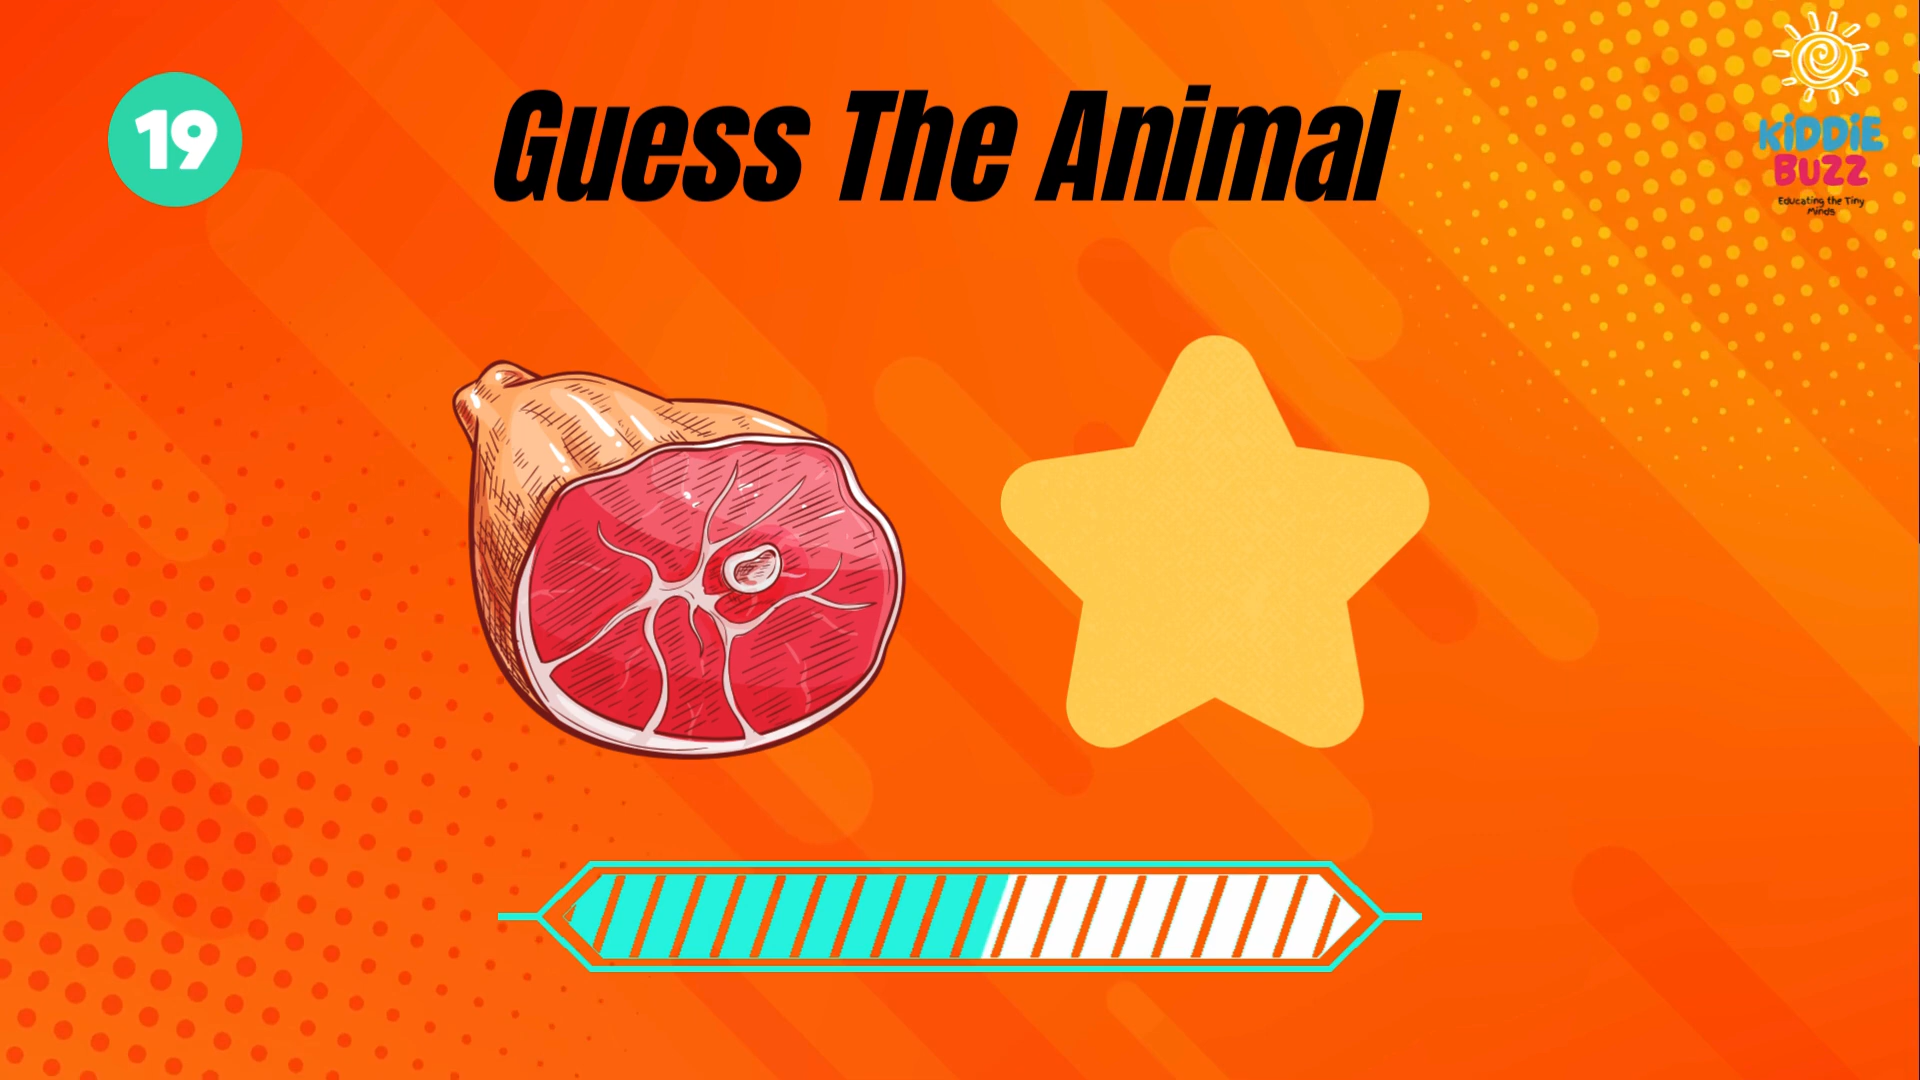 19
Guess The Animal
KiDDiE
BUZZ
Educating the Tiny
Minds